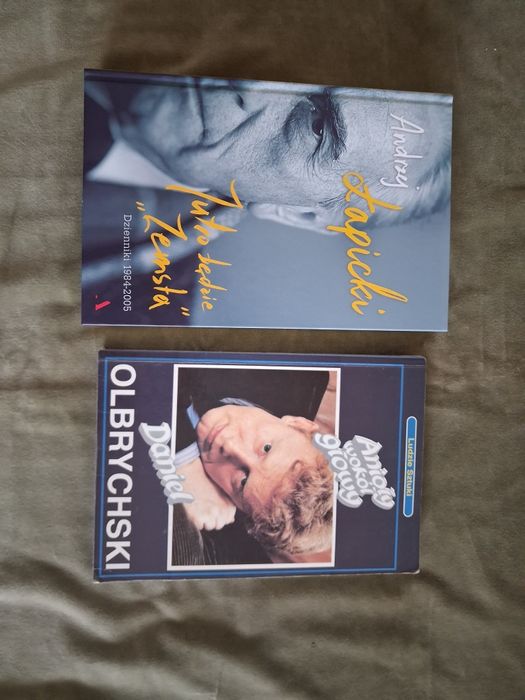 Andrzej
Łapicki
Jutro będzie
„Zemsta”
Dzienniki 1984-2005
A
Ludzie Sztuki
Anioły
wokół
głowy
Daniel
OLBRYCHSKI